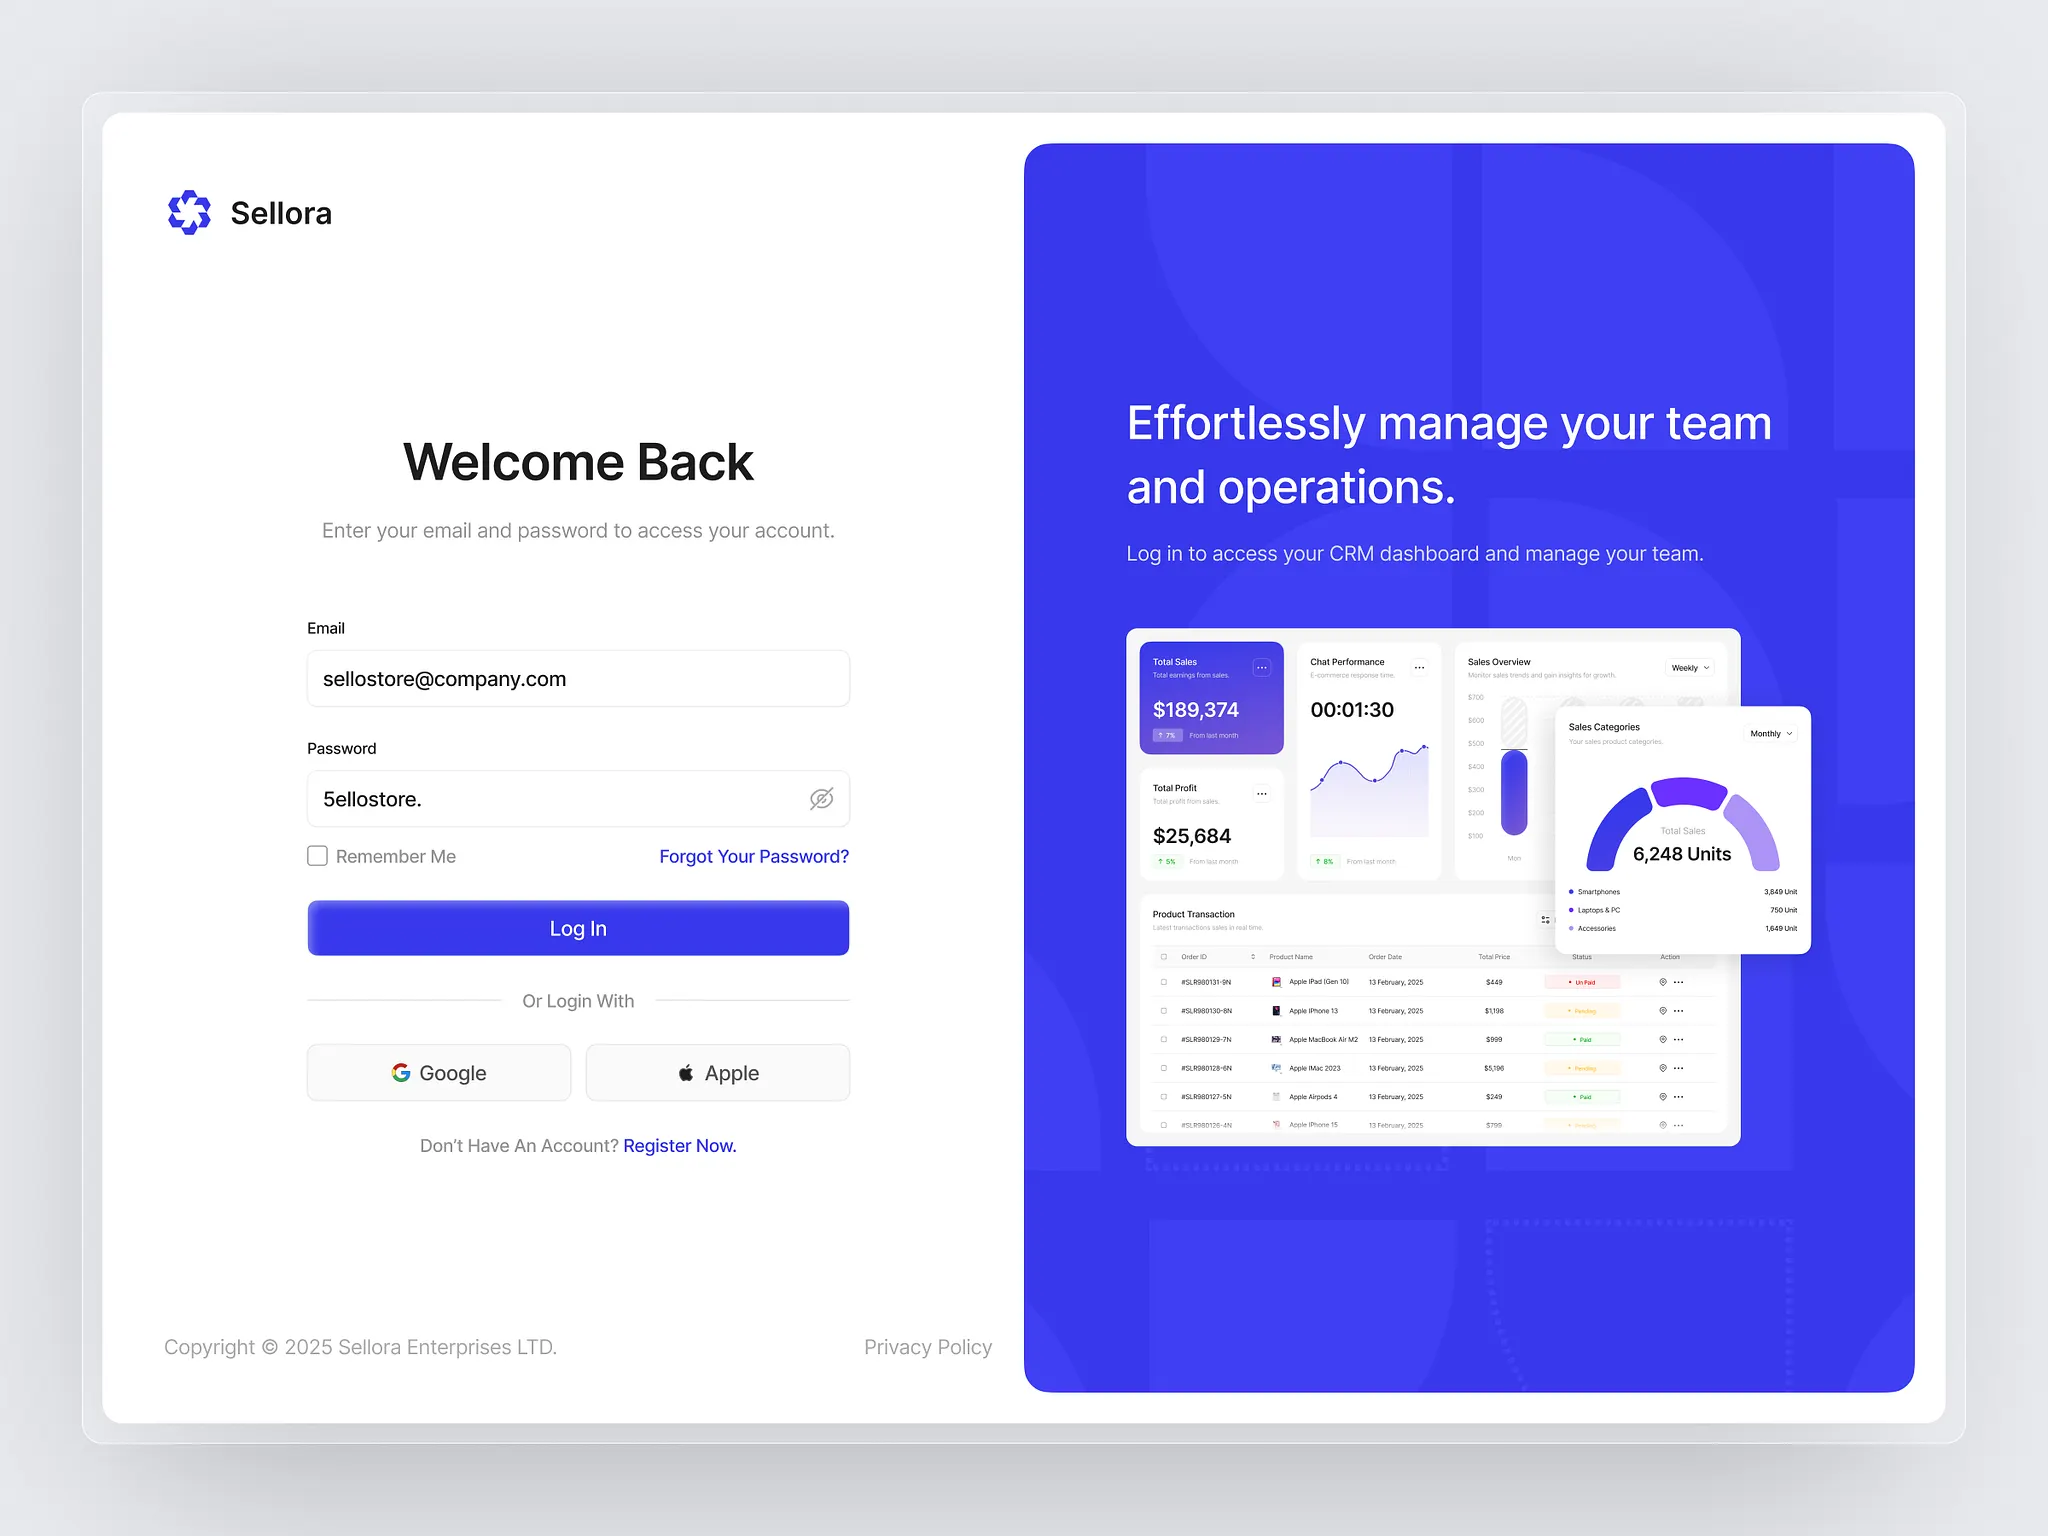 Sellora
Welcome Back
Enter your email and password to access your account.
Email
sellostore@company.com
Password
5ellostore.
Remember Me
Forgot Your Password?
Log In
Or Login With
Google
Apple
Don't Have An Account? Register Now.
Copyright © 2025 Sellora Enterprises LTD.
Privacy Policy
Effortlessly manage your team
and operations.
Log in to access your CRM dashboard and manage your team.
Total Sales
Total earnings from sales.
$189,374
↑ 7% From last month
Total Profit
Total profit from sales.
$25,684
↑ 5% From last month
Chat Performance
E-commerce response time.
00:01:30
↑ 8% From last month
Sales Overview
Monitor sales trends and gain insights for growth.
Weekly
$700
$600
$500
$400
$300
$200
$100
Mon
Sales Categories
Your sales product categories.
Monthly
Total Sales
6,248 Units
Smartphones 3,849 Unit
Laptops & PC 750 Unit
Accessories 1,649 Unit
Product Transaction
Latest transactions sales in real time.
Order ID Product Name Order Date Total Price Status Action
#SLR980131-9N Apple IPad (Gen 10) 13 February, 2025 $449 Un Paid
#SLR980130-8N Apple IPhone 13 13 February, 2025 $1,198 Pending
#SLR980129-7N Apple MacBook Air M2 13 February, 2025 $999 Paid
#SLR980128-6N Apple IMac 2023 13 February, 2025 $5,196 Pending
#SLR980127-5N Apple Airpods 4 13 February, 2025 $249 Paid
#SLR980126-4N Apple IPhone 15 13 February, 2025 $799 Pending